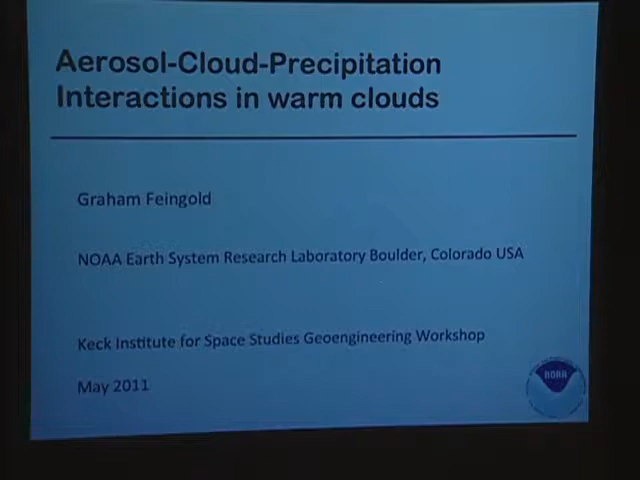 Aerosol-Cloud-Precipitation
Interactions in warm clouds
Graham Feingold
NOAA Earth System Research Laboratory Boulder, Colorado USA
Keck Institute for Space Studies Geoengineering Workshop
May 2011
NOAA